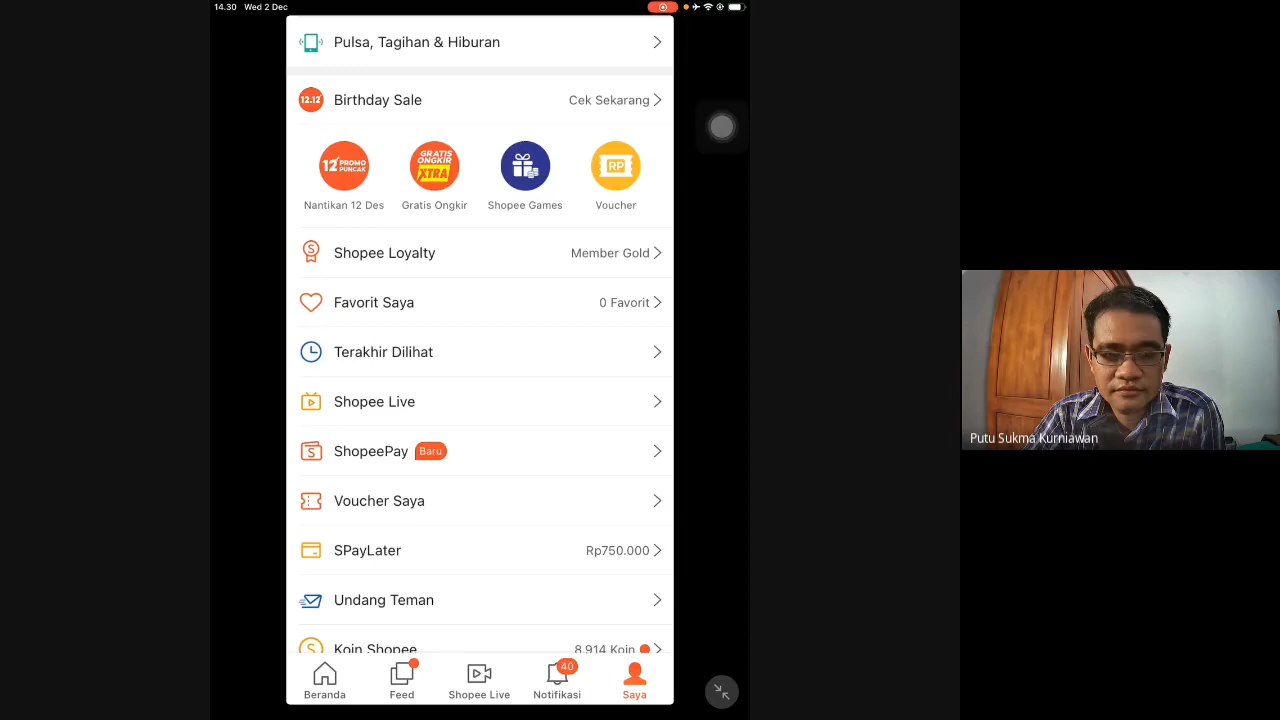 14.30 Wed 2 Dec
Pulsa, Tagihan & Hiburan
12.12 Birthday Sale Cek Sekarang
12 PROMO PUNCAK
GRATIS ONGKIR XTRA
RP
Nantikan 12 Des Gratis Ongkir Shopee Games Voucher
S Shopee Loyalty Member Gold
Favorit Saya 0 Favorit
Terakhir Dilihat
Shopee Live
S ShopeePay Baru
Voucher Saya
SPayLater Rp750.000
Undang Teman
S Koin Shopee 8.914 Koin
40
Beranda Feed Shopee Live Notifikasi Saya
Putu Sukma Kurniawan